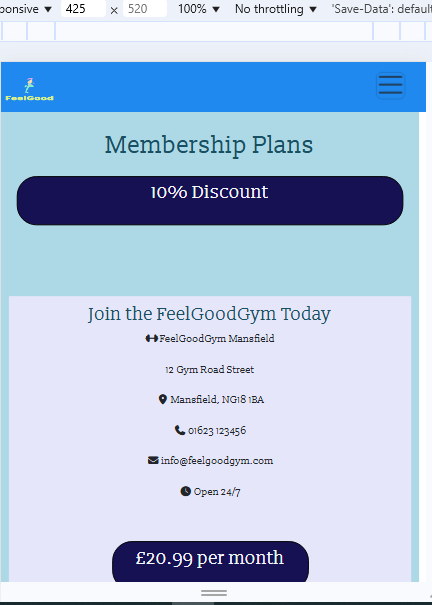 ponsive ▼ 425 × 520 100% ▼ No throttling ▼ 'Save-Data': default
FeelGood
Membership Plans
10% Discount
Join the FeelGoodGym Today
FeelGoodGym Mansfield
12 Gym Road Street
Mansfield, NG18 1BA
01623 123456
info@feelgoodgym.com
Open 24/7
£20.99 per month